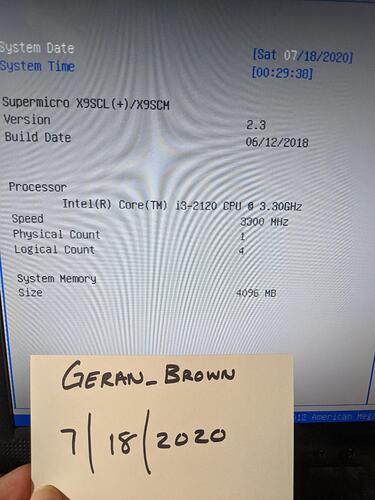 System Date [Sat 07/18/2020]
System Time [00:29:38]
Supermicro X9SCL(+)/X9SCM
Version 2.3
Build Date 06/12/2018
Processor
Intel(R) Core(TM) i3-2120 CPU @ 3.30GHz
Speed 3300 MHz
Physical Count 1
Logical Count 4
System Memory
Size 4096 MB
12 American
GERAN_BROWN
7/18/2020